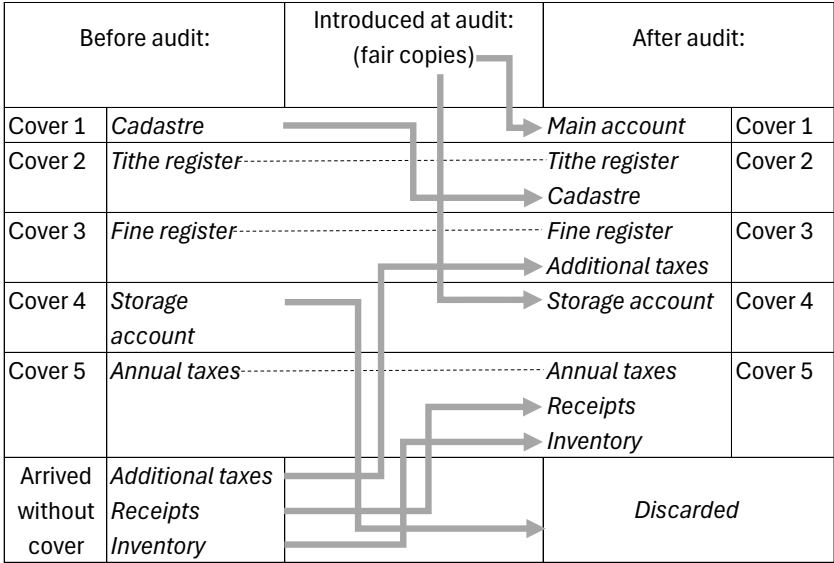 Before audit:
Introduced at audit:
(fair copies)
After audit:
Cover 1 Cadastre Main account Cover 1
Cover 2 Tithe register Tithe register Cover 2
Cadastre
Cover 3 Fine register Fine register Cover 3
Additional taxes
Cover 4 Storage Storage account Cover 4
account
Cover 5 Annual taxes Annual taxes Cover 5
Receipts
Inventory
Arrived Additional taxes
without Receipts Discarded
cover Inventory